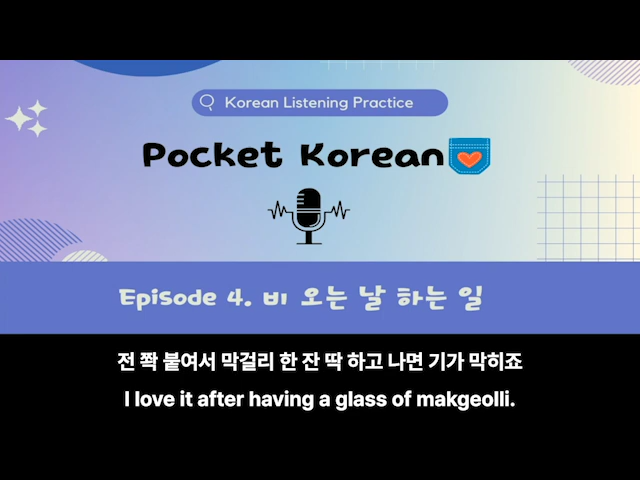 Korean Listening Practice
Pocket Korean
Episode 4. 비 오는 날 하는 일
전 쫙 붙여서 막걸리 한 잔 딱 하고 나면 기가 막히죠
I love it after having a glass of makgeolli.